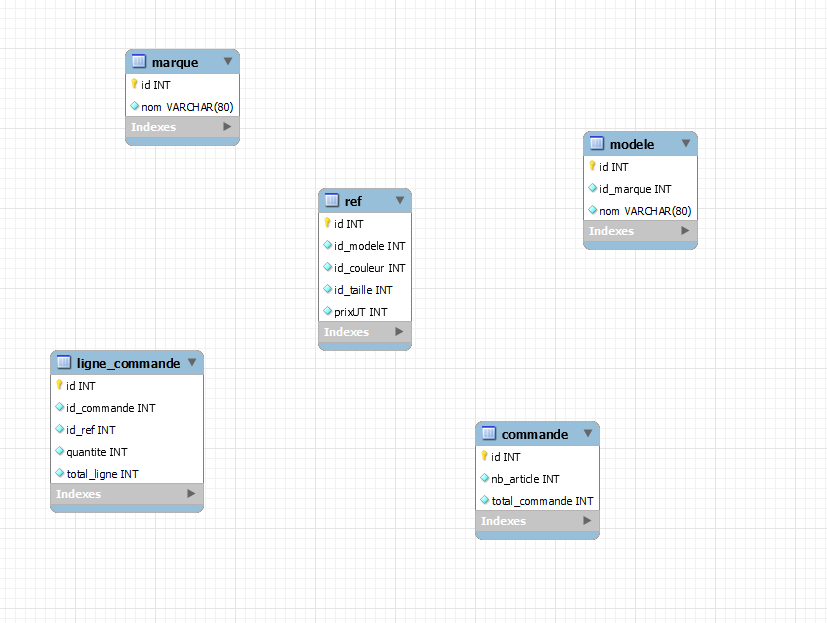 marque
id INT
nom VARCHAR(80)
Indexes
modele
id INT
id_marque INT
nom VARCHAR(80)
Indexes
ref
id INT
id_modele INT
id_couleur INT
id_taille INT
prixUT INT
Indexes
ligne_commande
id INT
id_commande INT
id_ref INT
quantite INT
total_ligne INT
Indexes
commande
id INT
nb_article INT
total_commande INT
Indexes